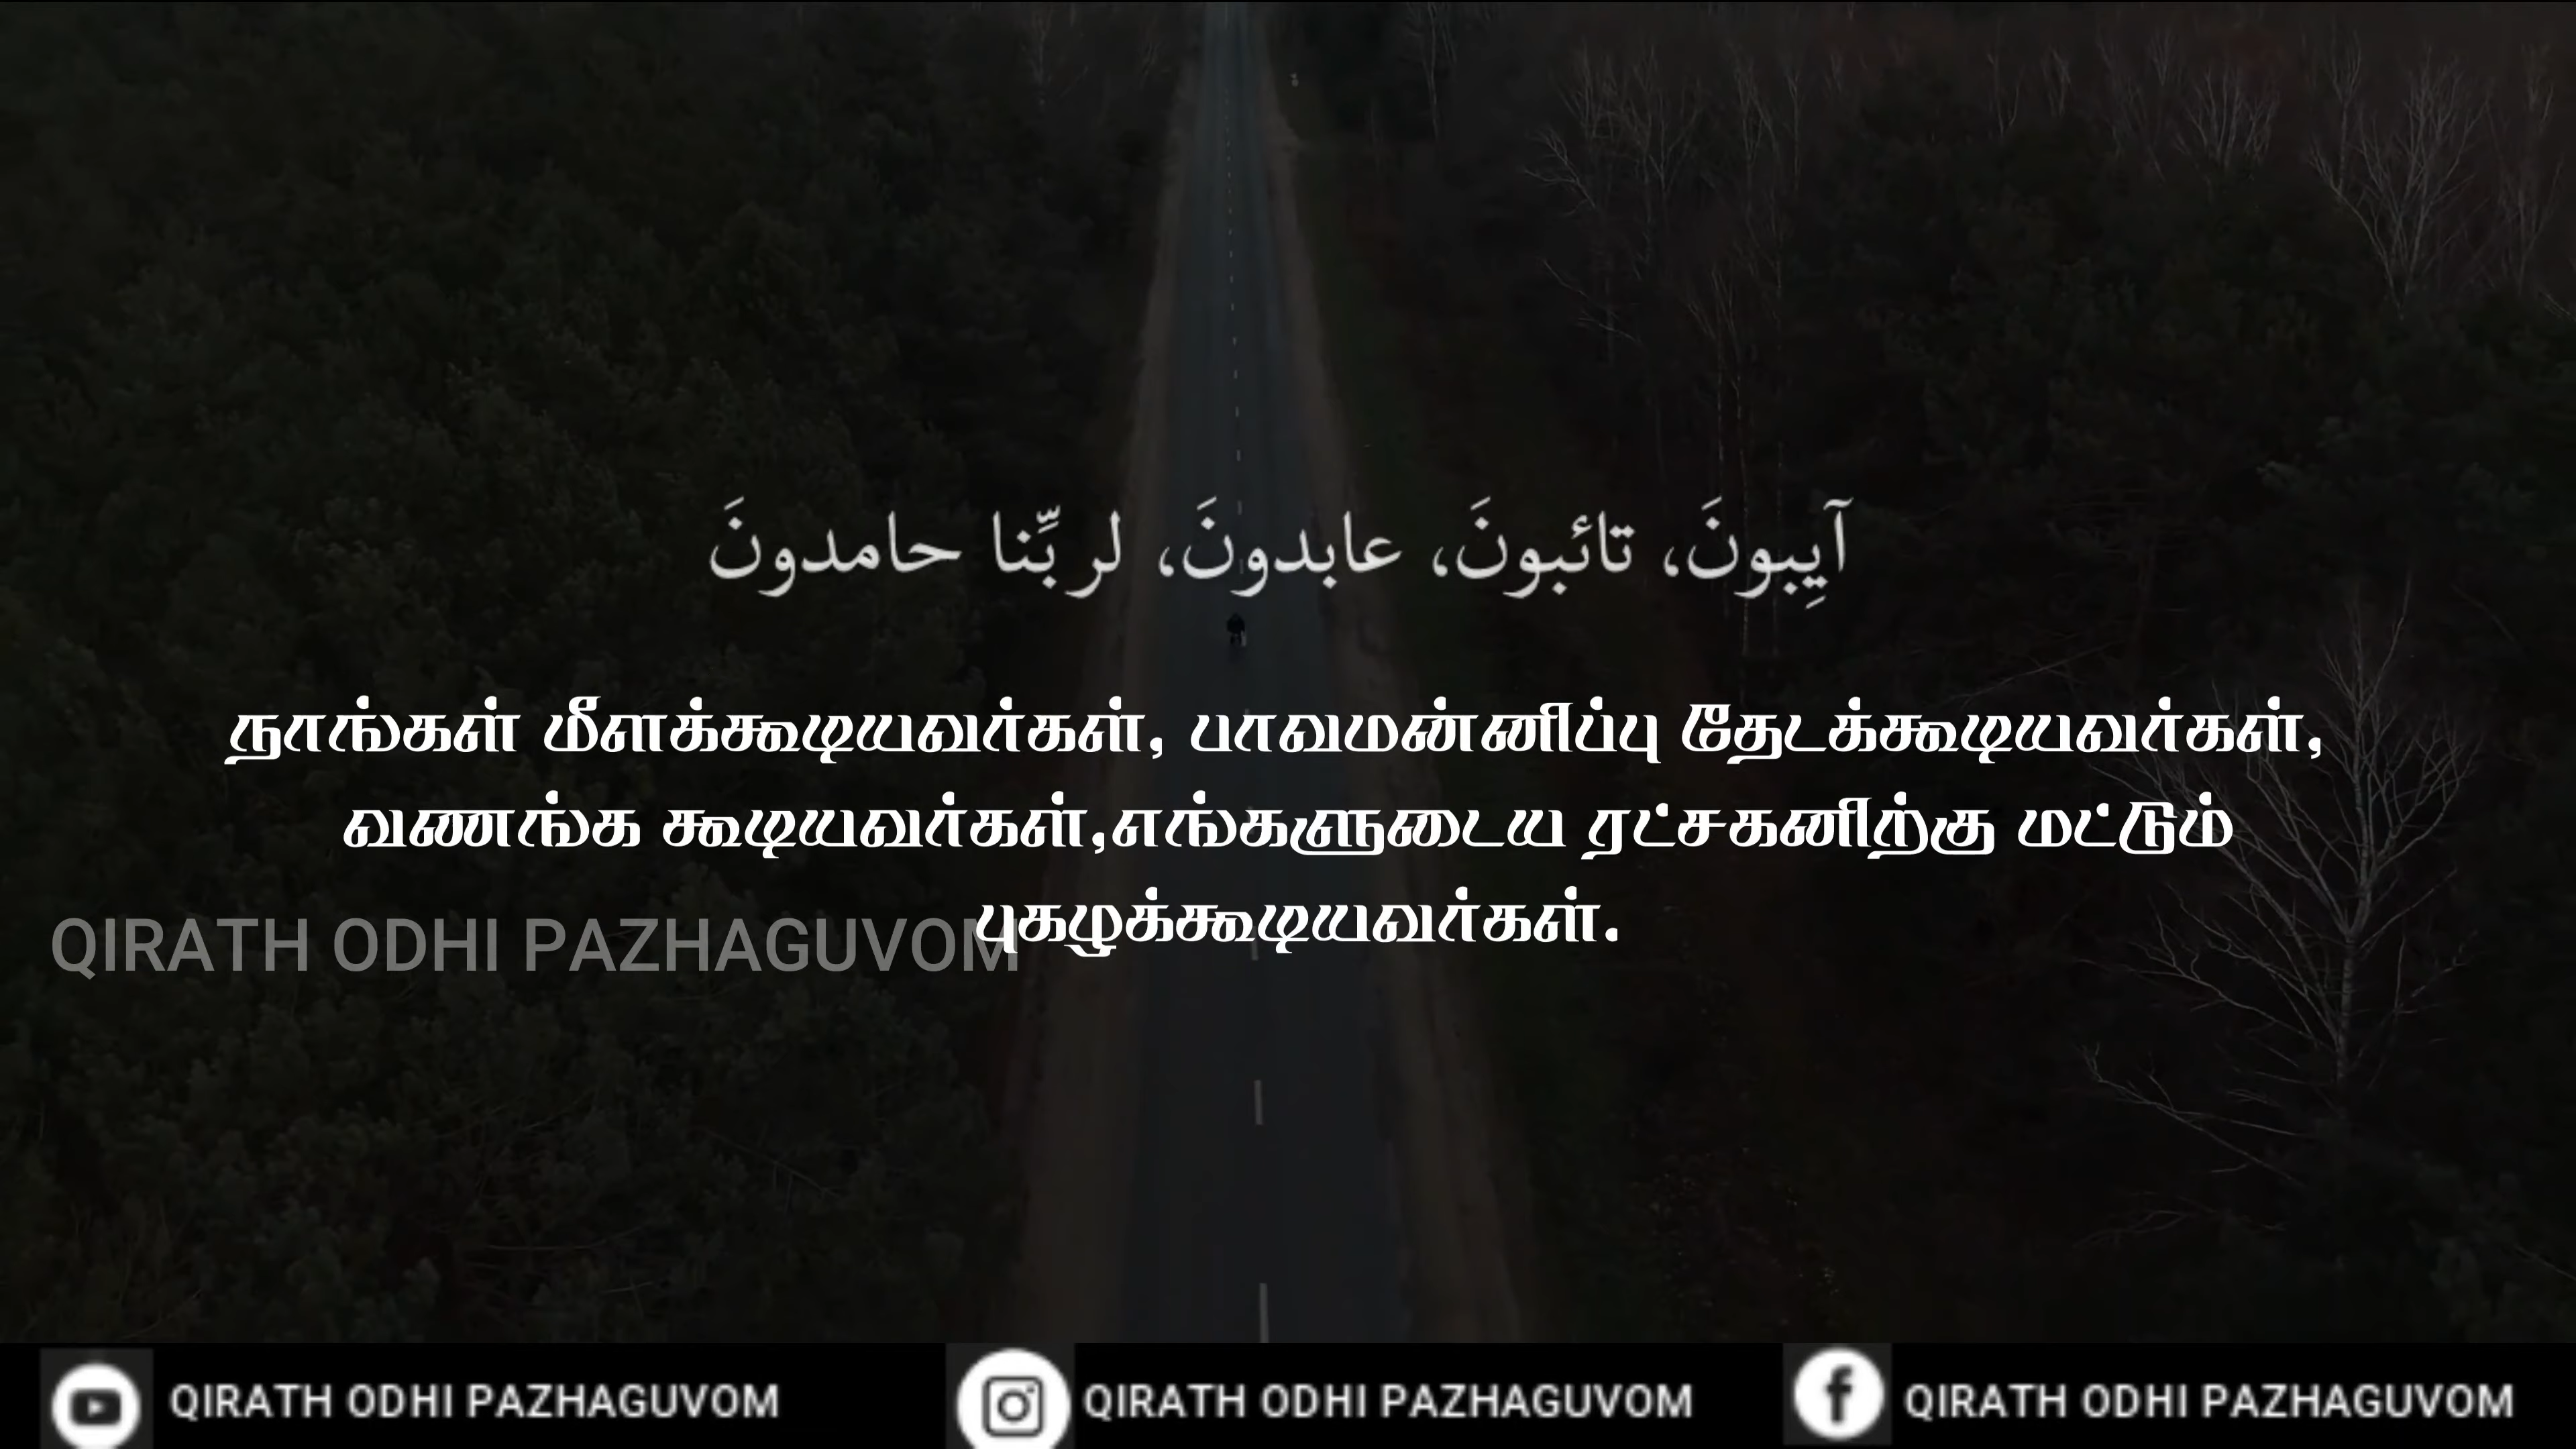 آيِبونَ، تائبونَ، عابدونَ، لربِّنا حامدونَ
நாங்கள் மீளக்கூடியவர்கள், பாவமன்னிப்பு தேடக்கூடியவர்கள்,
வணங்க கூடியவர்கள்,எங்களுடைய ரட்சகனிற்கு மட்டும்
புகழக்கூடியவர்கள்.
QIRATH ODHI PAZHAGUVOM
QIRATH ODHI PAZHAGUVOM QIRATH ODHI PAZHAGUVOM QIRATH ODHI PAZHAGUVOM